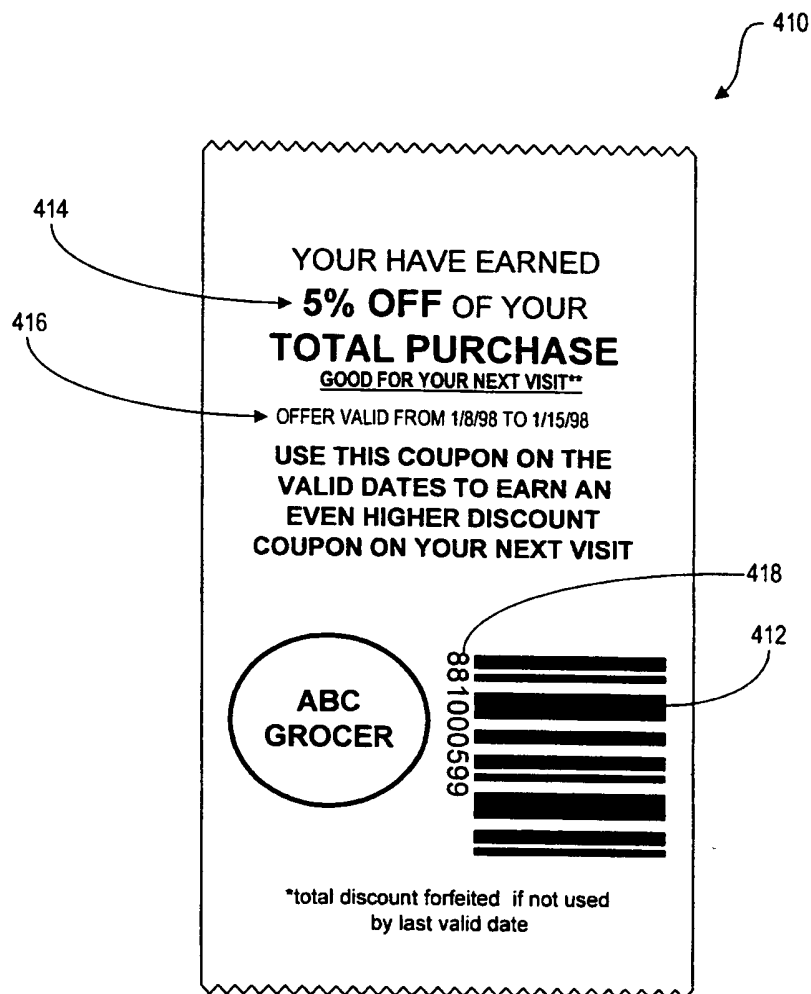 410
414
YOUR HAVE EARNED
5% OFF OF YOUR
416
TOTAL PURCHASE
GOOD FOR YOUR NEXT VISIT**
OFFER VALID FROM 1/8/98 TO 1/15/98
USE THIS COUPON ON THE
VALID DATES TO EARN AN
EVEN HIGHER DISCOUNT
COUPON ON YOUR NEXT VISIT
418
412
881000599
ABC
GROCER
*total discount forfeited if not used
by last valid date